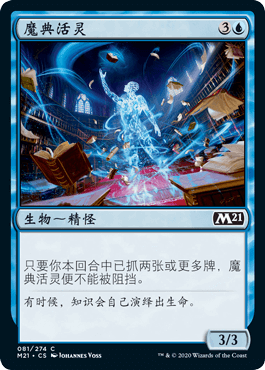 魔典活灵 3
生物～精怪 M21
只要你本回合中已抓两张或更多牌，魔
典活灵便不能被阻挡。
有时候，知识会自己演绎出生命。
3/3
081/274 C
M21 • CS Johannes Voss
™ & © 2020 Wizards of the Coast